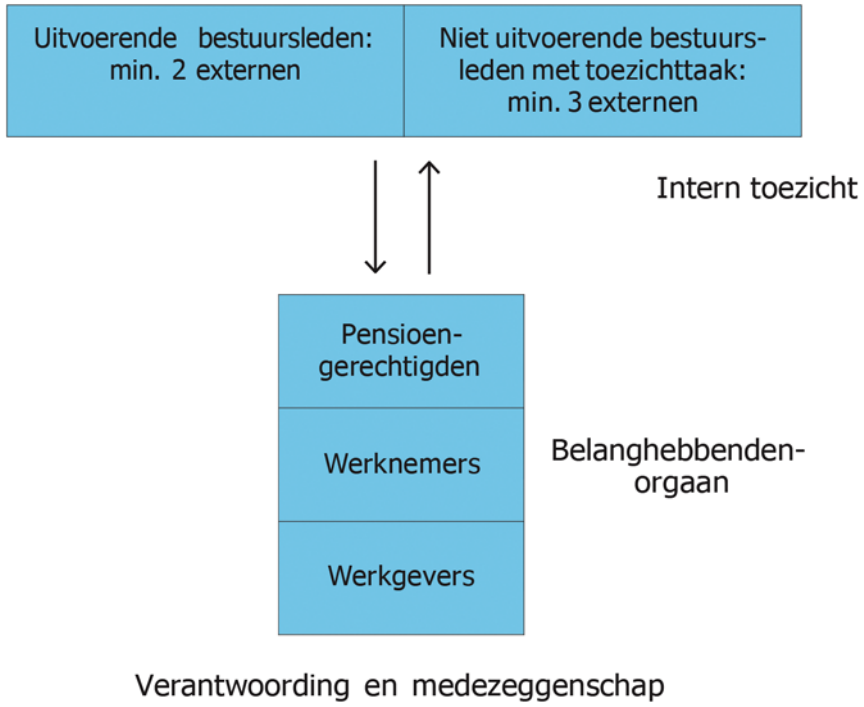 Uitvoerende bestuursleden:
min. 2 externen
Niet uitvoerende bestuurs-
leden met toezichttaak:
min. 3 externen
Intern toezicht
Pensioen-
gerechtigden
Werknemers
Belanghebbenden-
orgaan
Werkgevers
Verantwoording en medezeggenschap